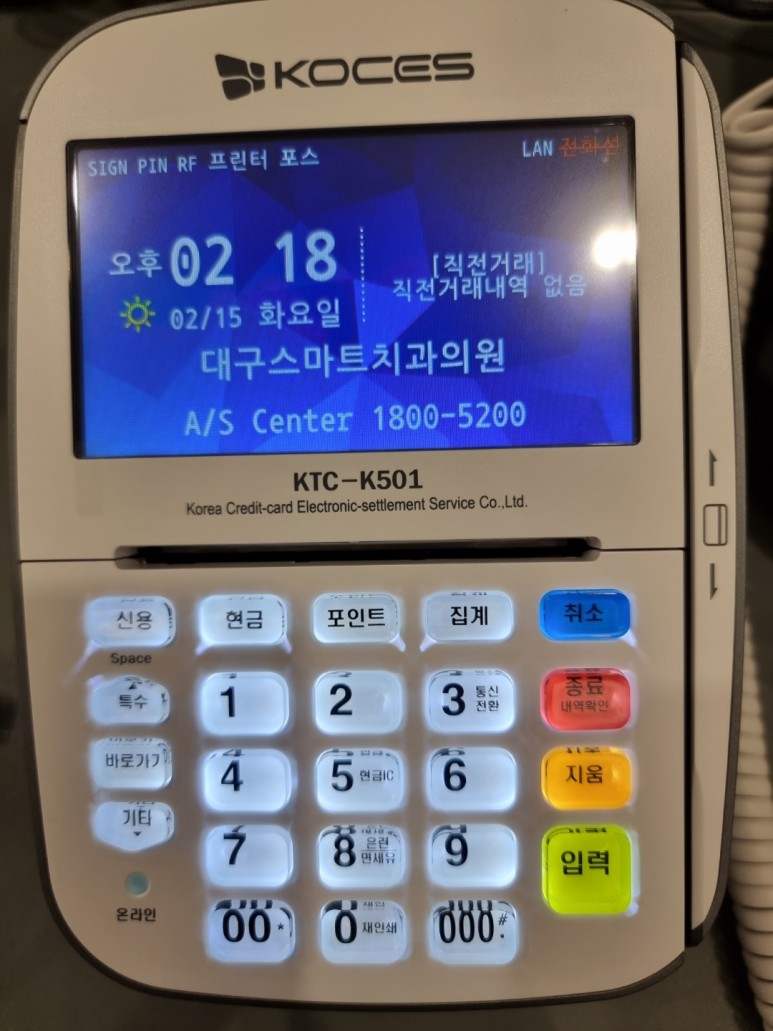 KOCES
SIGN PIN RF 프린터 포스 LAN 전화선
오후 02 18
[직전거래]
직전거래내역 없음
02/15 화요일
대구스마트치과의원
A/S Center 1800-5200
KTC-K501
Korea Credit-card Electronic-settlement Service Co.,Ltd.
신용 현금 포인트 집계 취소
Space
특수 1 2 3 통신전환 종료 내역확인
바로가기 4 5 현금IC 6 지움
기타 7 8 은련 면세유 9 입력
온라인 00 * 0 재인쇄 000 #.